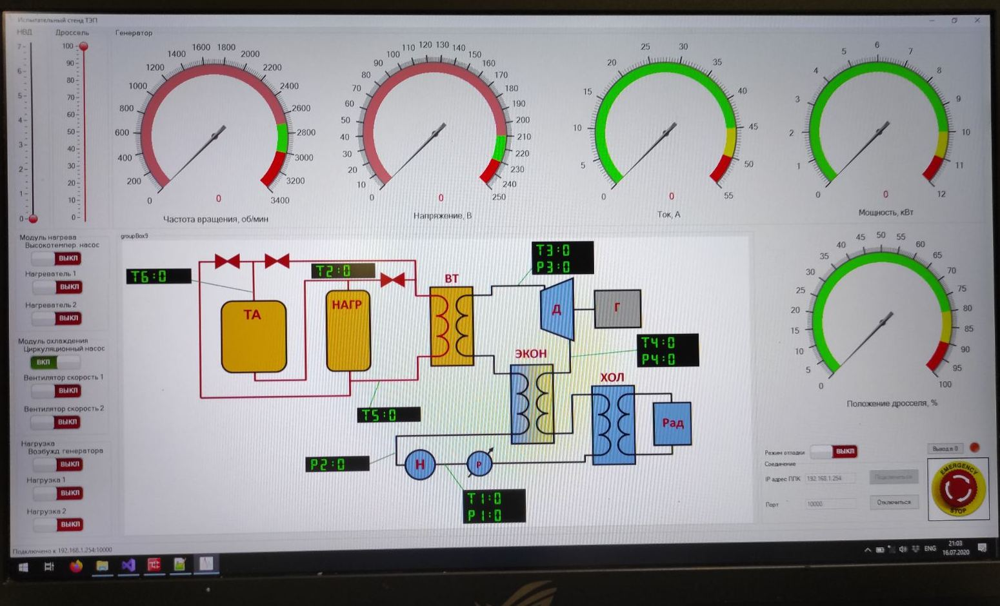 Испытательный стенд ТЭП
НВД
7
6
5
4
3
2
1
0
Дроссель
100
90
80
70
60
50
40
30
20
10
0
Генератор
0
200
400
600
800
1000
1200
1400
1600
1800
2000
2200
2400
2600
2800
3000
3200
3400
0
Частота вращения, об/мин
0
10
20
30
40
50
60
70
80
90
100
110
120
130
140
150
160
170
180
190
200
210
220
230
240
250
0
Напряжение, В
0
5
10
15
20
25
30
35
40
45
50
55
0
Ток, А
0
1
2
3
4
5
6
7
8
9
10
11
12
0
Мощность, кВт
Модуль нагрева
Высокотемпер. насос
ВЫКЛ
Нагреватель 1
ВЫКЛ
Нагреватель 2
ВЫКЛ
Модуль охлаждения
Циркуляционный насос
ВКЛ
Вентилятор скорость 1
ВЫКЛ
Вентилятор скорость 2
ВЫКЛ
Нагрузка
Возбужд. генератора
ВЫКЛ
Нагрузка 1
ВЫКЛ
Нагрузка 2
ВЫКЛ
groupBox9
T6:0
T2:0
T3:0
P3:0
ВТ
ТА
НАГР
Д
Г
T4:0
P4:0
ЭКОН
ХОЛ
T5:0
Рад
P2:0
Н
Р
T1:0
P1:0
0
5
10
15
20
25
30
35
40
45
50
55
60
65
70
75
80
85
90
95
100
Положение дросселя, %
Режим отладки
ВЫКЛ
Выход в 0
Соединение
IP адрес ПЛК
192.168.1.254
Подключиться
Порт
10000
Отключиться
EMERGENCY
STOP
Подключено к 192.168.1.254:10000
ENG
21:03
16.07.2020